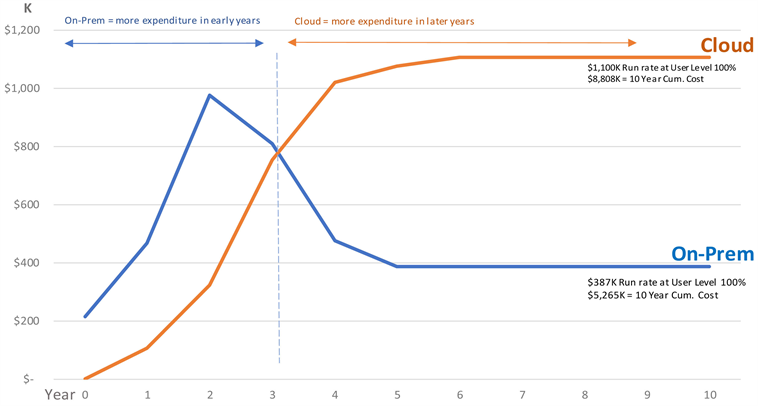 K
On-Prem = more expenditure in early years
Cloud = more expenditure in later years
$1,200
Cloud
$1,100K Run rate at User Level 100%
$8,808K = 10 Year Cum. Cost
$1,000
$800
$600
$400
On-Prem
$387K Run rate at User Level 100%
$5,265K = 10 Year Cum. Cost
$200
$-
Year 0 1 2 3 4 5 6 7 8 9 10